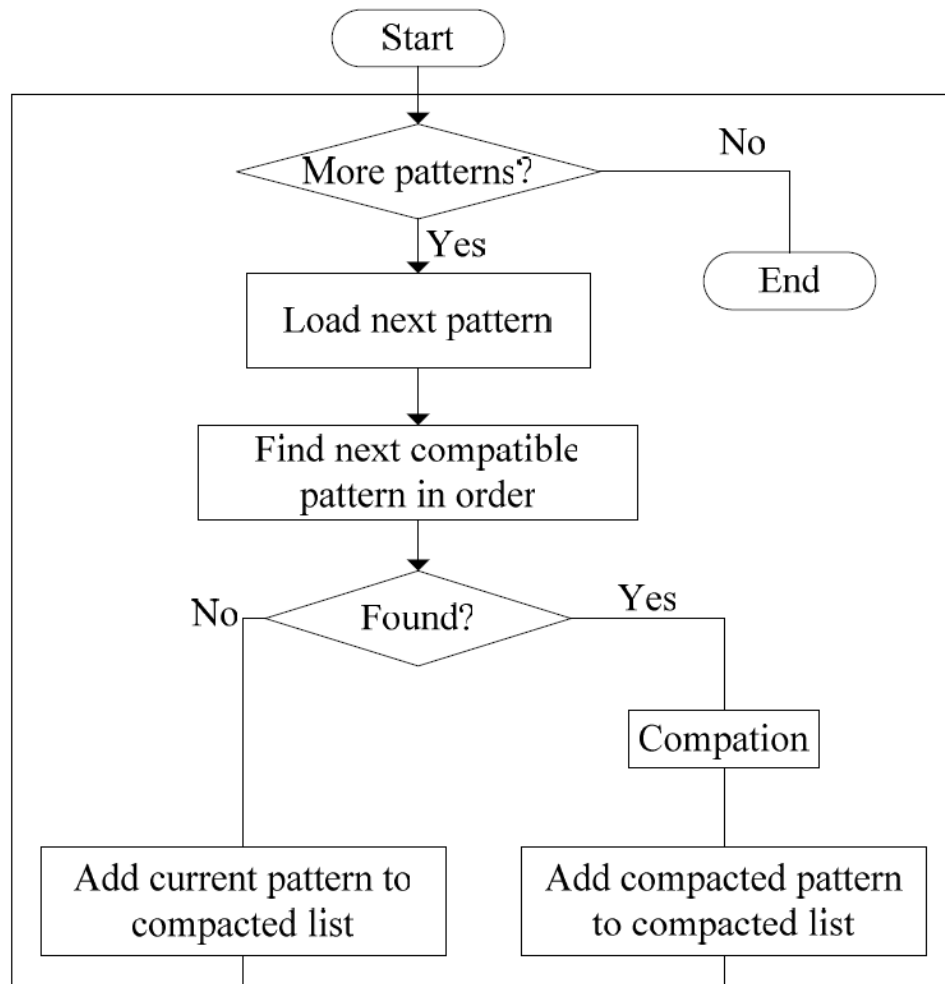 Start
More patterns?
No
Yes
End
Load next pattern
Find next compatible
pattern in order
No
Found?
Yes
Compation
Add current pattern to
compacted list
Add compacted pattern
to compacted list